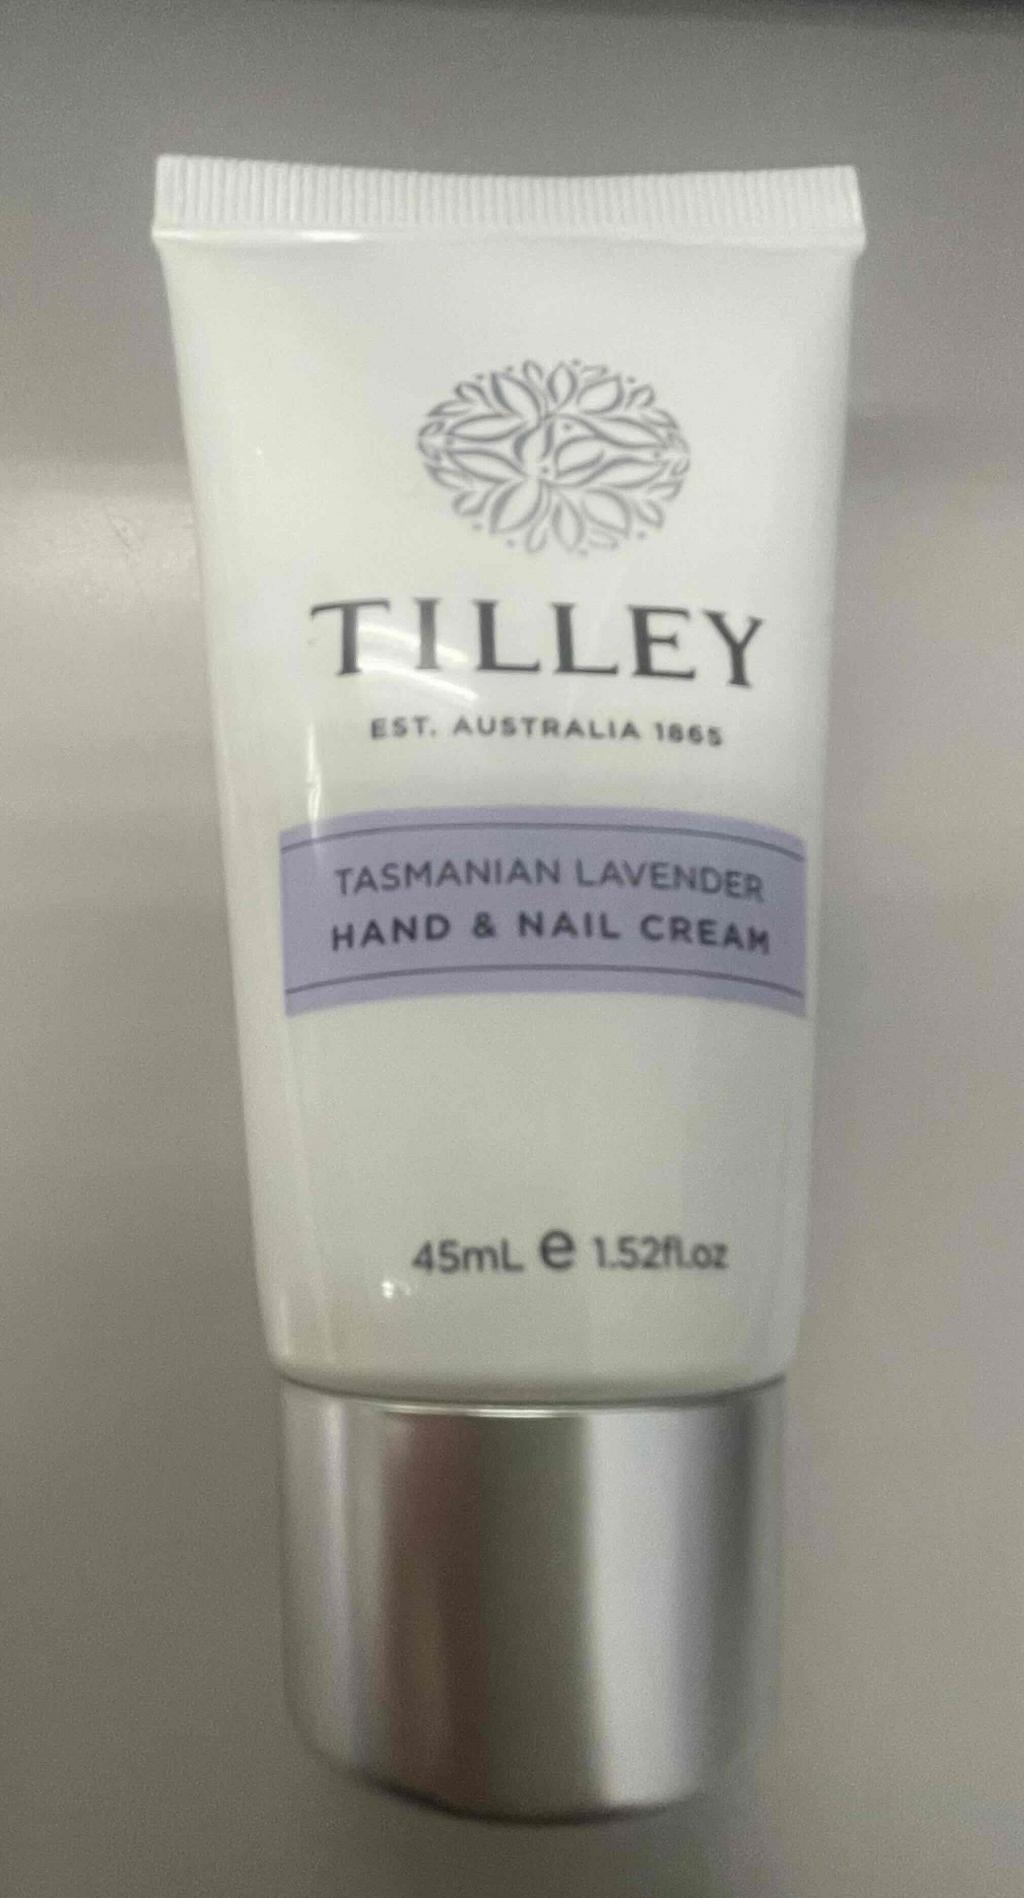 TILLEY
EST. AUSTRALIA 1865
TASMANIAN LAVENDER
HAND & NAIL CREAM
45mL e 1.52fl.oz